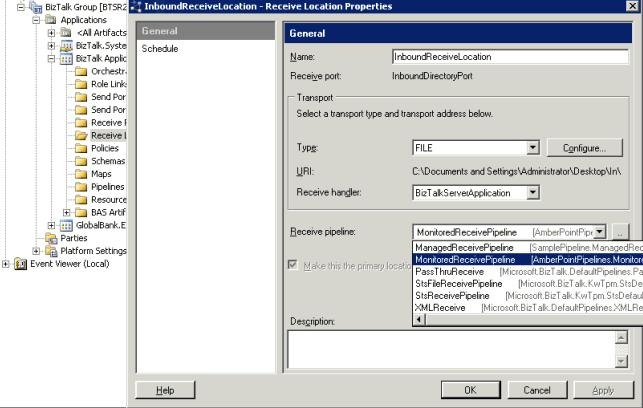 InboundReceiveLocation - Receive Location Properties
BizTalk Group [BTSR2
Applications
<All Artifacts
BizTalk.Syste
BizTalk Applic
Orchestr
Role Link
Send Por
Send Por
Receive F
Receive L
Policies
Schemas
Maps
Pipelines
Resource
BAS Artif
GlobalBank.E
Parties
Platform Settings
Event Viewer (Local)
General
Schedule
General
Name: InboundReceiveLocation
Receive port: InboundDirectoryPort
Transport
Select a transport type and transport address below.
Type: FILE Configure...
URI: C:\Documents and Settings\Administrator\Desktop\In\
Receive handler: BizTalkServerApplication
Receive pipeline: MonitoredReceivePipeline [AmberPointPipe ...
ManagedReceivePipeline [SamplePipeline.ManagedRec
MonitoredReceivePipeline [AmberPointPipelines.Monitore
PassThruReceive [Microsoft.BizTalk.DefaultPipelines.Pa
StsFileReceivePipeline [Microsoft.BizTalk.KwTpm.StsDe
StsReceivePipeline [Microsoft.BizTalk.KwTpm.StsDefau
XMLReceive [Microsoft.BizTalk.DefaultPipelines.XMLRe
Make this the primary locatio
Description:
Help OK Cancel Apply